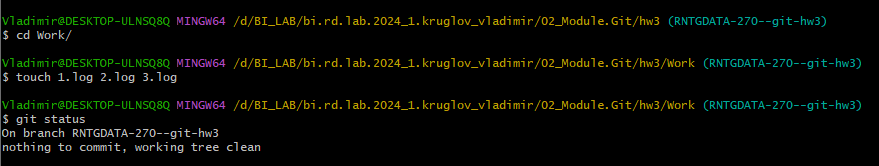 Vladimir@DESKTOP-ULNSQ8Q MINGW64 /d/BI_LAB/bi.rd.lab.2024_1.kruglov_vladimir/02_Module.Git/hw3 (RNTGDATA-270--git-hw3)
$ cd Work/
Vladimir@DESKTOP-ULNSQ8Q MINGW64 /d/BI_LAB/bi.rd.lab.2024_1.kruglov_vladimir/02_Module.Git/hw3/Work (RNTGDATA-270--git-hw3)
$ touch 1.log 2.log 3.log
Vladimir@DESKTOP-ULNSQ8Q MINGW64 /d/BI_LAB/bi.rd.lab.2024_1.kruglov_vladimir/02_Module.Git/hw3/Work (RNTGDATA-270--git-hw3)
$ git status
On branch RNTGDATA-270--git-hw3
nothing to commit, working tree clean